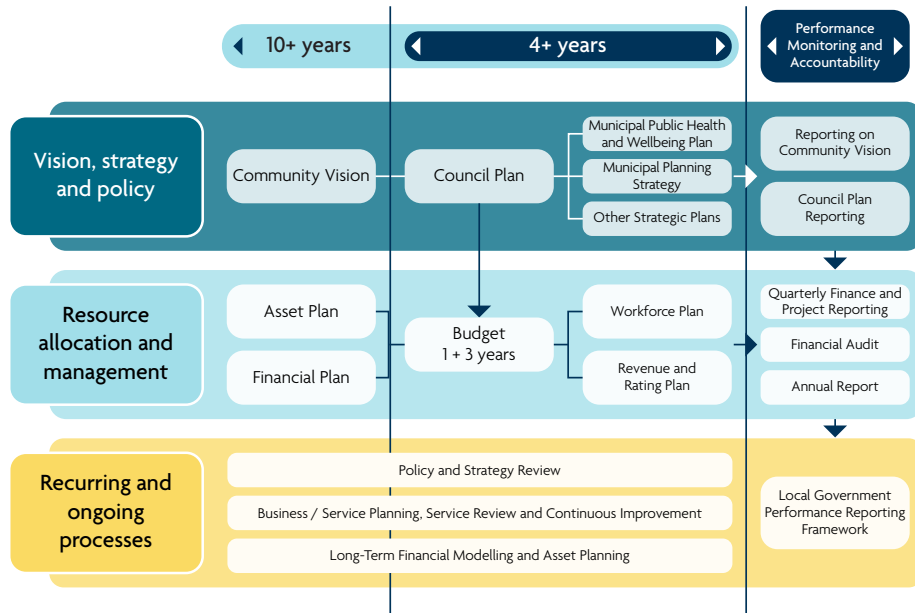 10+ years
4+ years
Performance
Monitoring and
Accountability
Vision, strategy
and policy
Community Vision
Council Plan
Municipal Public Health
and Wellbeing Plan
Municipal Planning
Strategy
Other Strategic Plans
Reporting on
Community Vision
Council Plan
Reporting
Resource
allocation and
management
Asset Plan
Financial Plan
Budget
1 + 3 years
Workforce Plan
Revenue and
Rating Plan
Quarterly Finance and
Project Reporting
Financial Audit
Annual Report
Recurring and
ongoing
processes
Policy and Strategy Review
Business / Service Planning, Service Review and Continuous Improvement
Long-Term Financial Modelling and Asset Planning
Local Government
Performance Reporting
Framework